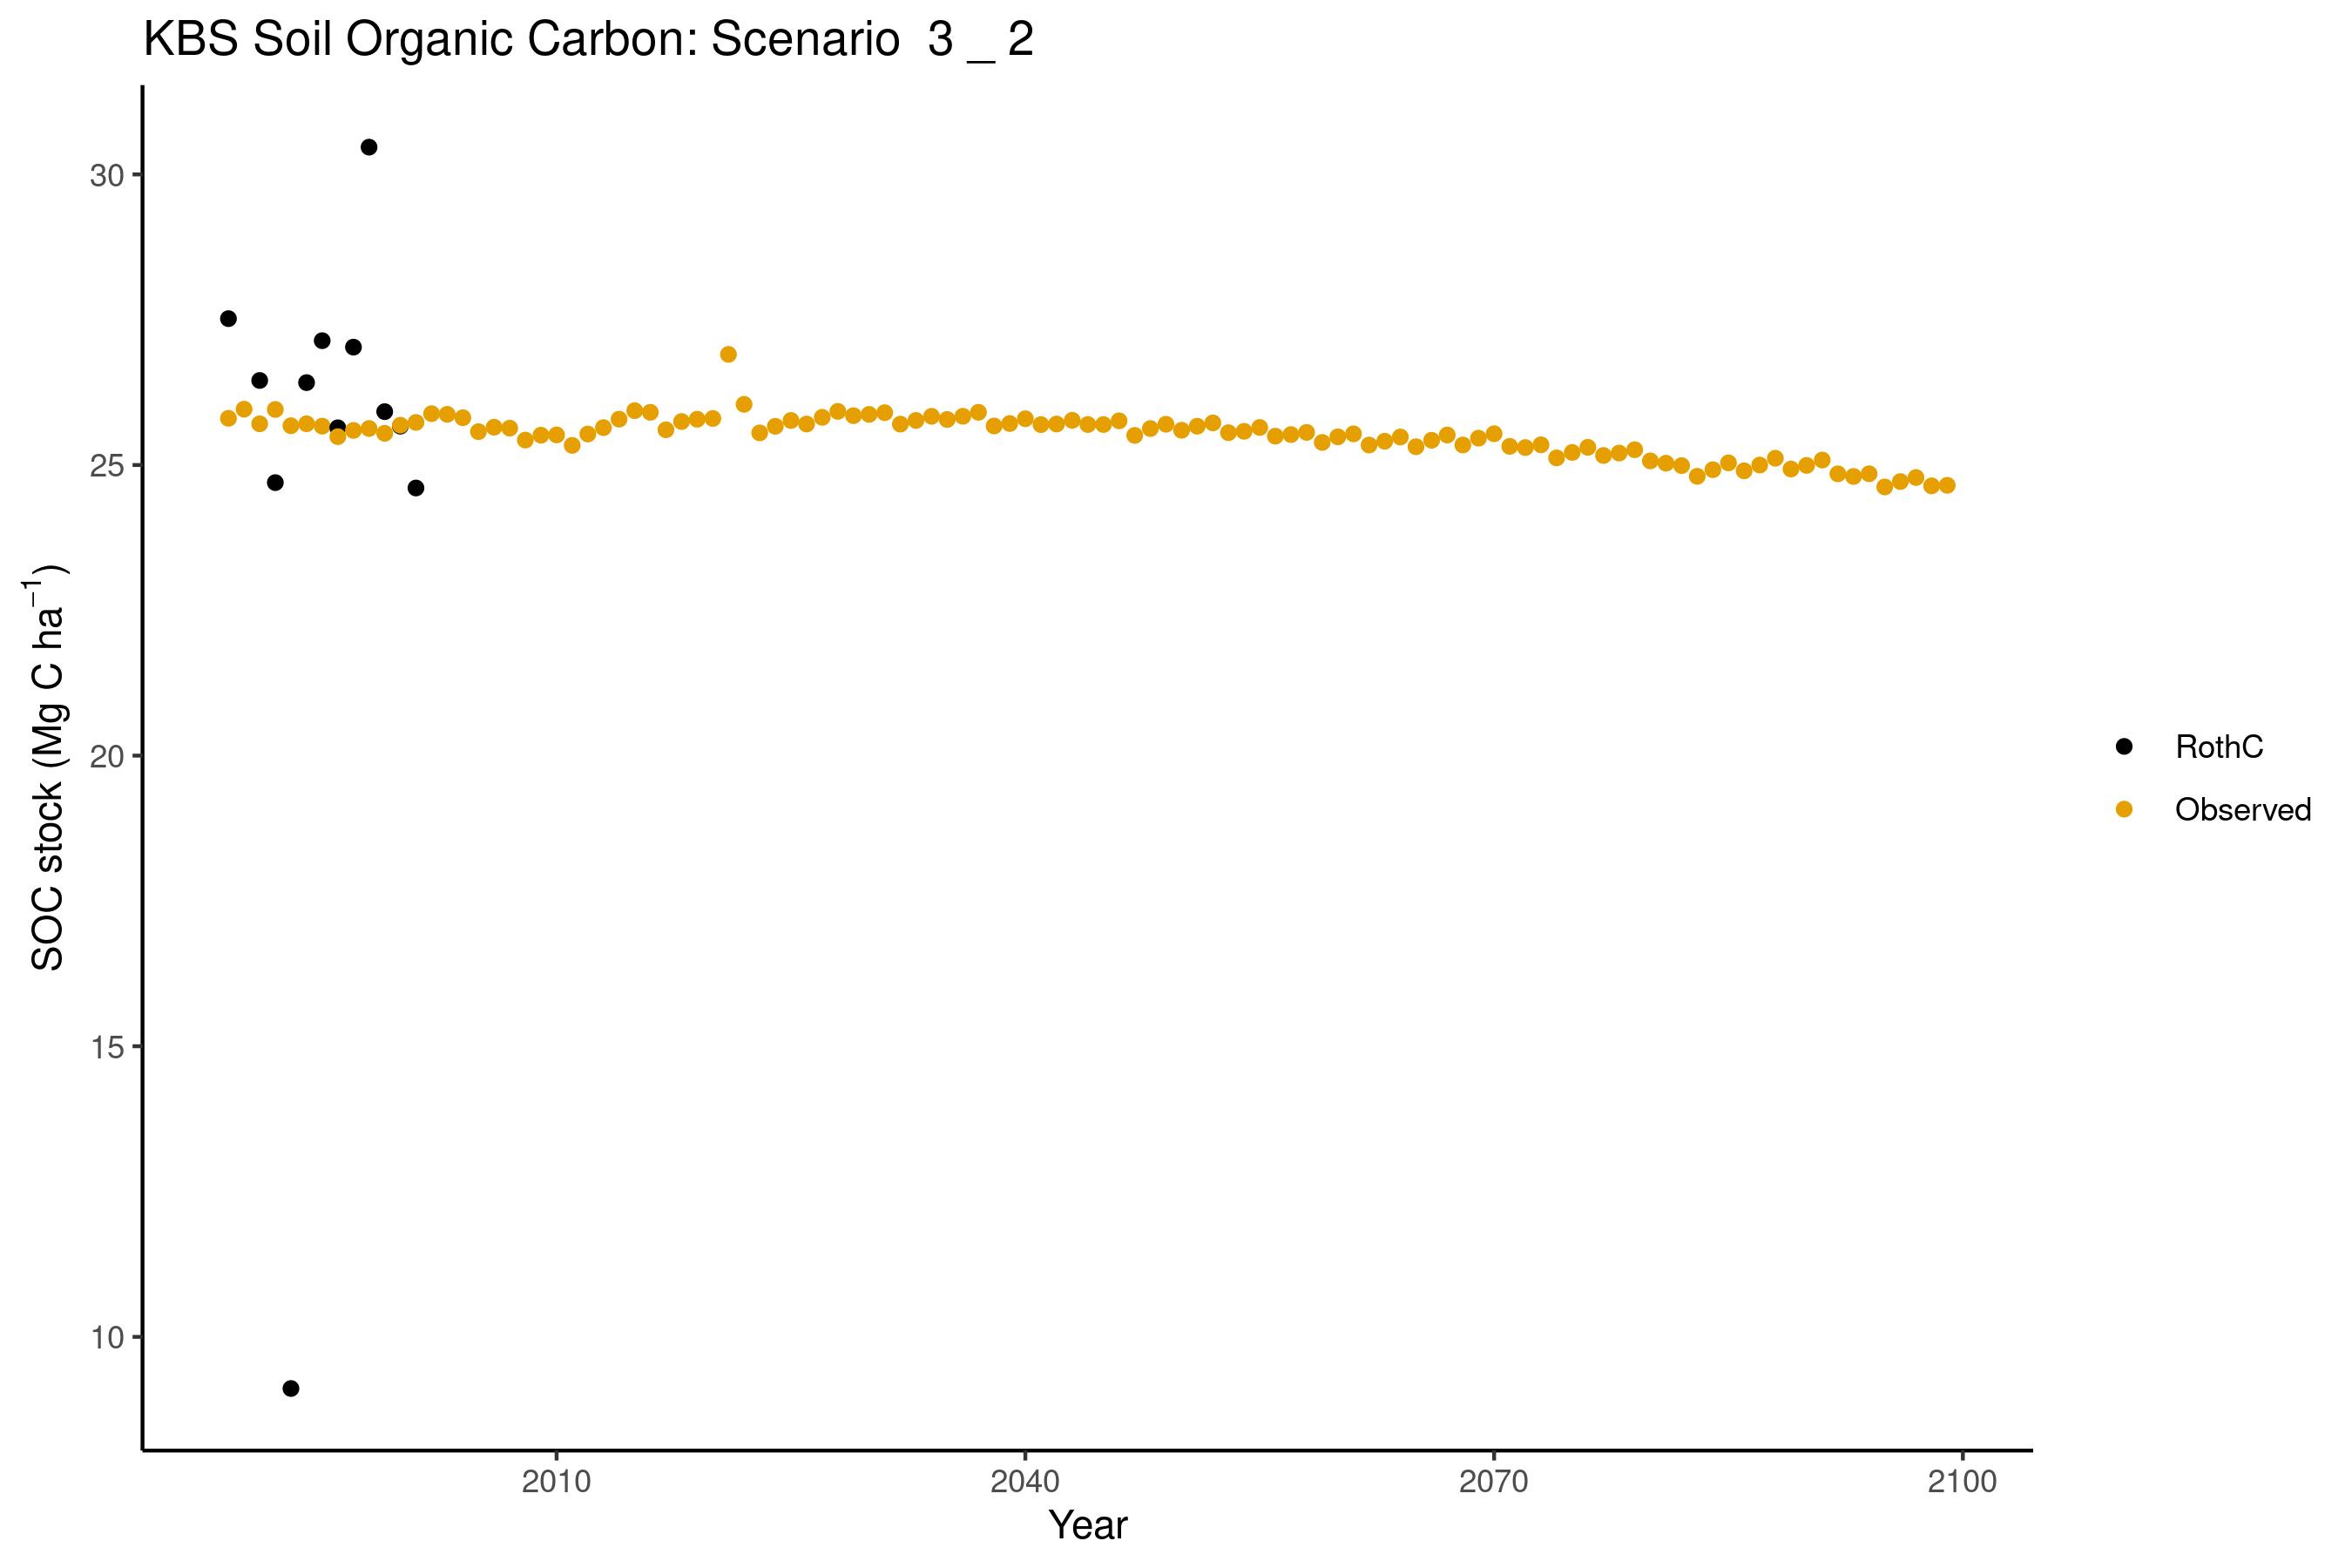 KBS Soil Organic Carbon: Scenario  3 _ 2
SOC stock (Mg C ha⁻¹)
30
25
20
15
10
2010
2040
2070
2100
Year
RothC
Observed